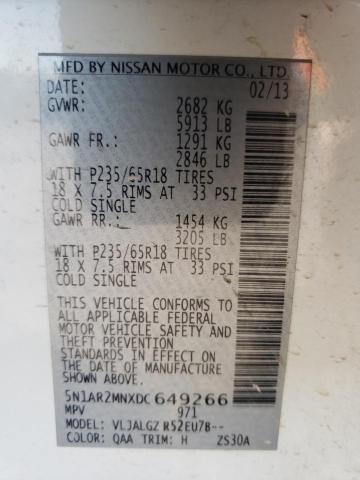 MFD BY NISSAN MOTOR CO., LTD.
DATE: 02/13
GVWR: 2682 KG
5913 LB
GAWR FR.: 1291 KG
2846 LB
WITH P235/65R18 TIRES
18 X 7.5 RIMS AT 33 PSI
COLD SINGLE
GAWR RR.: 1454 KG
3205 LB
WITH P235/65R18 TIRES
18 X 7.5 RIMS AT 33 PSI
COLD SINGLE
THIS VEHICLE CONFORMS TO
ALL APPLICABLE FEDERAL
MOTOR VEHICLE SAFETY AND
THEFT PREVENTION
STANDARDS IN EFFECT ON
THE DATE OF MANUFACTURE
SHOWN ABOVE.
5N1AR2MNXDC649266
MPV 971
MODEL: VLJALGZ R52EU7B--
COLOR: QAA TRIM: H ZS30A